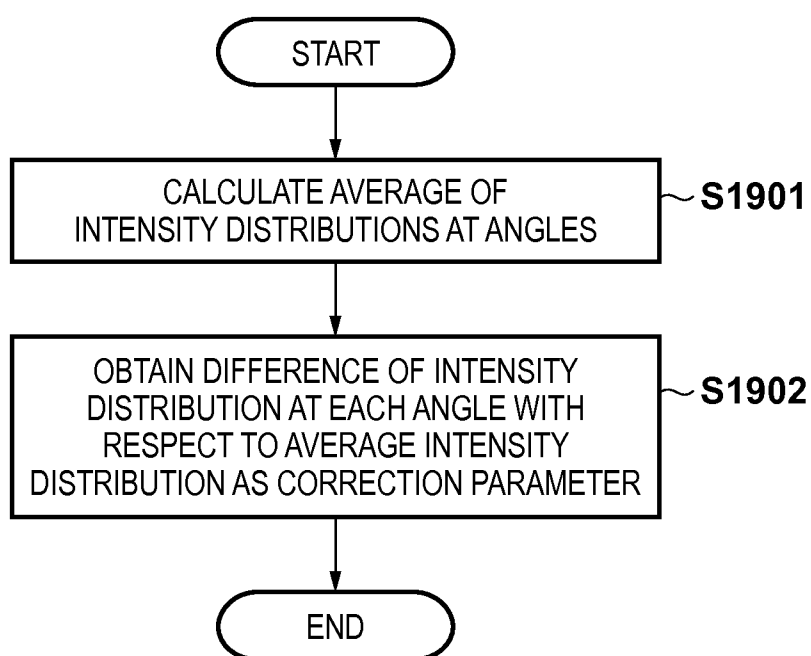 START
CALCULATE AVERAGE OF
INTENSITY DISTRIBUTIONS AT ANGLES
S1901
OBTAIN DIFFERENCE OF INTENSITY
DISTRIBUTION AT EACH ANGLE WITH
RESPECT TO AVERAGE INTENSITY
DISTRIBUTION AS CORRECTION PARAMETER
S1902
END